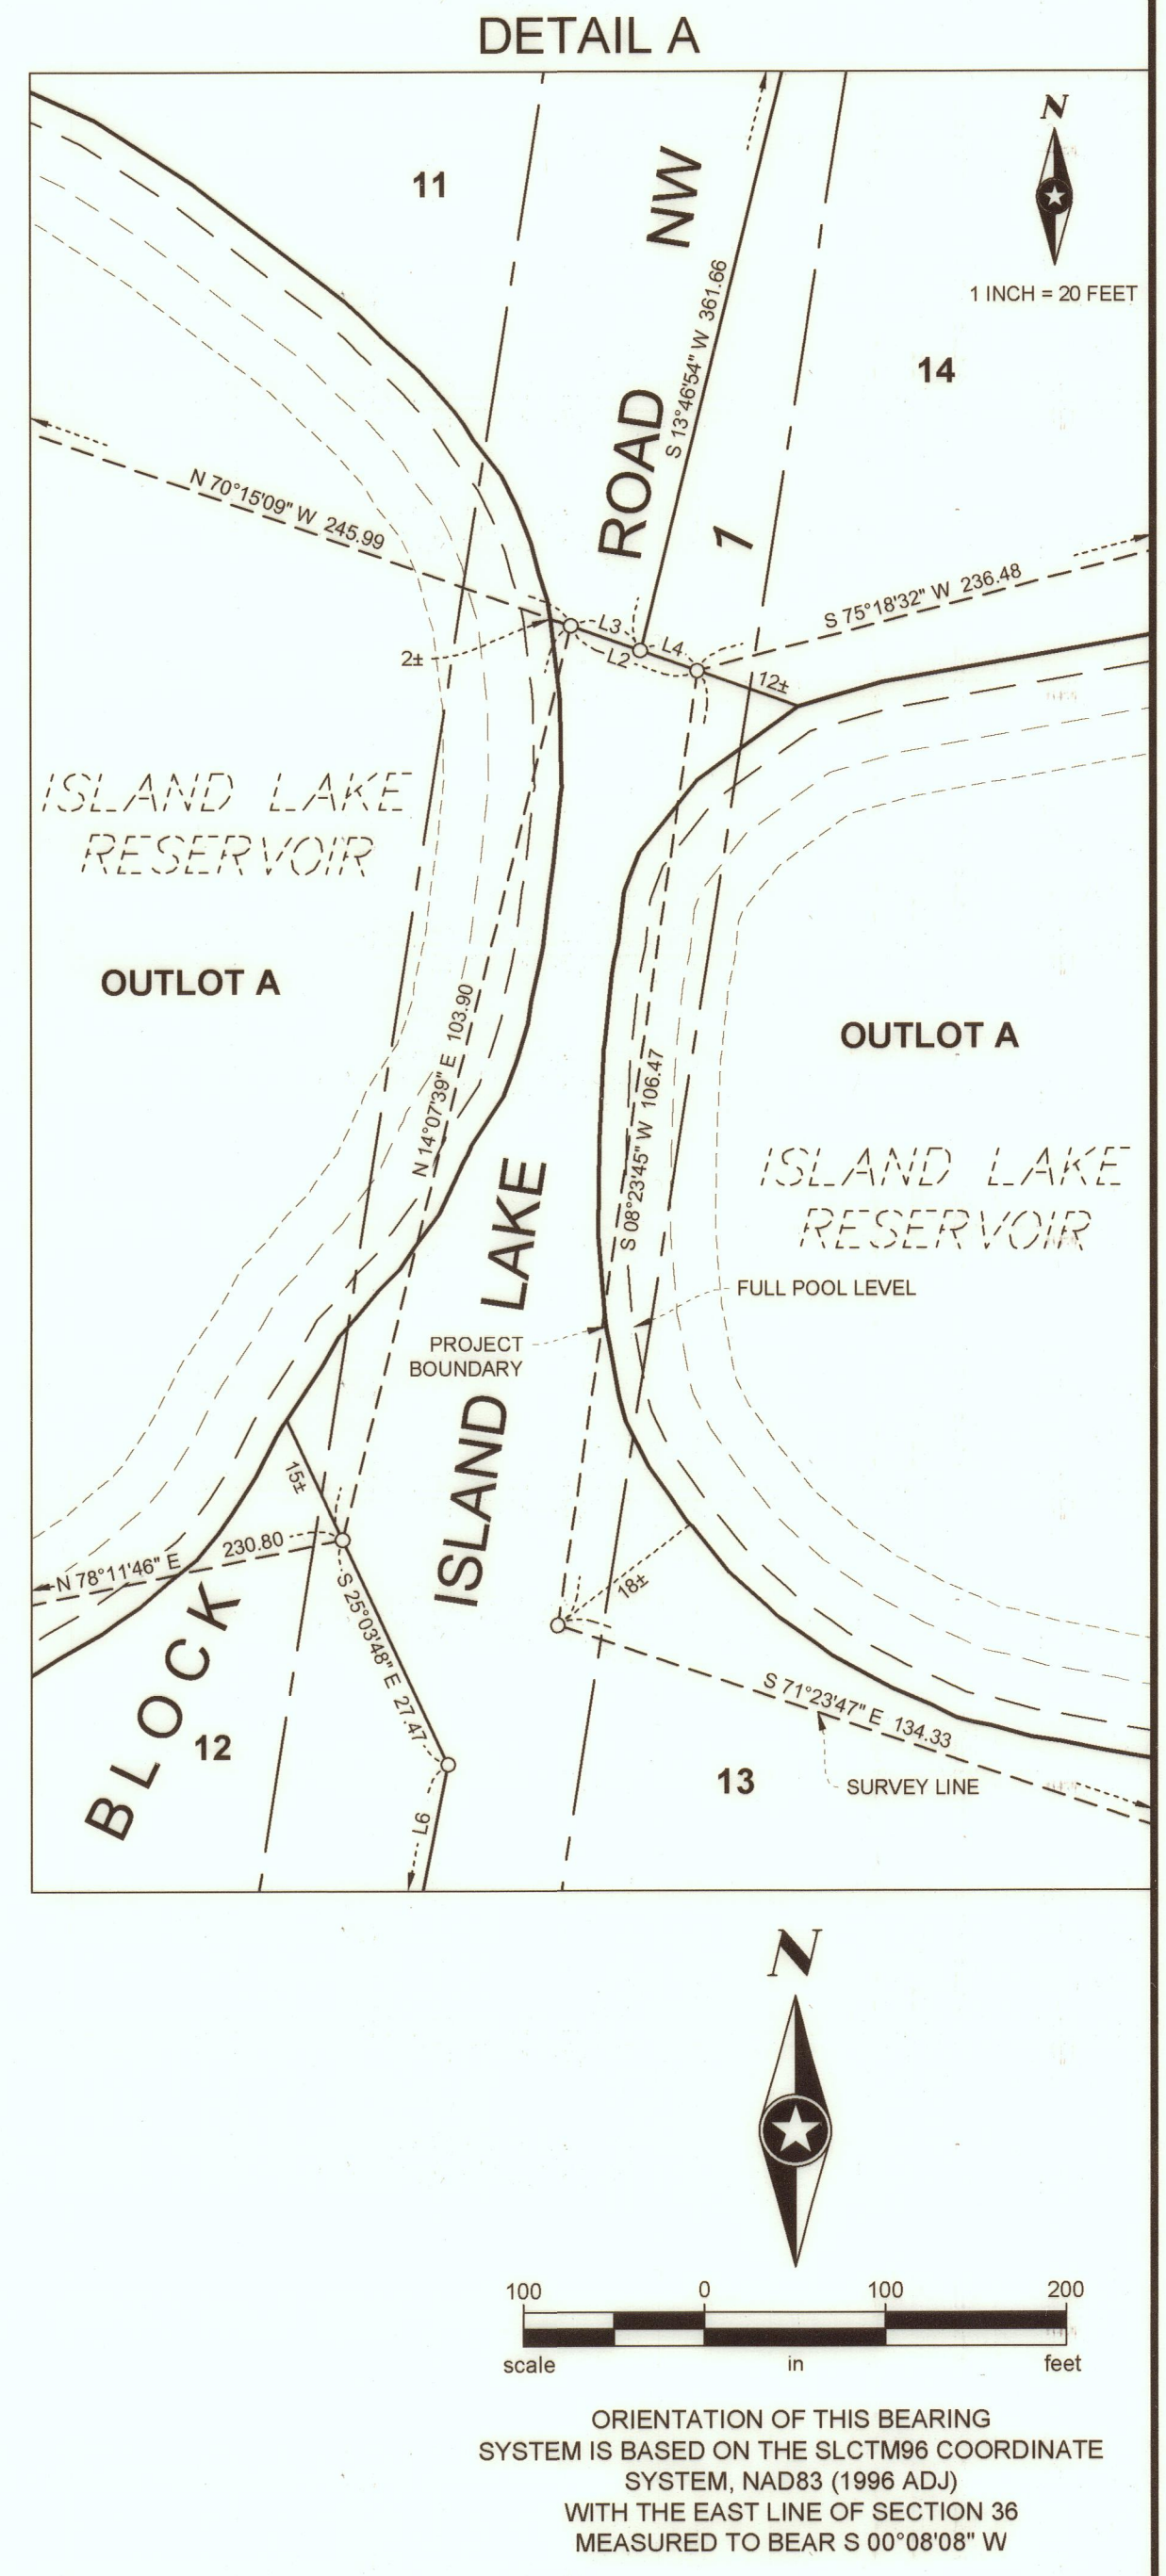 DETAIL A
N
1 INCH = 20 FEET
11
14
ISLAND LAKE ROAD NW
S 13°46'54" W 361.66
N 70°15'09" W 245.99
1
S 75°18'32" W 236.48
L3
L4
L2
2±
12±
ISLAND LAKE
RESERVOIR
OUTLOT A
OUTLOT A
N 14°07'39" E 103.90
S 08°23'45" W 106.47
ISLAND LAKE
RESERVOIR
FULL POOL LEVEL
PROJECT
BOUNDARY
15±
N 78°11'46" E 230.80
18±
S 25°03'48" E 27.47
S 71°23'47" E 134.33
BLOCK
12
13
SURVEY LINE
L6
N
100 0 100 200
scale in feet
ORIENTATION OF THIS BEARING
SYSTEM IS BASED ON THE SLCTM96 COORDINATE
SYSTEM, NAD83 (1996 ADJ)
WITH THE EAST LINE OF SECTION 36
MEASURED TO BEAR S 00°08'08" W